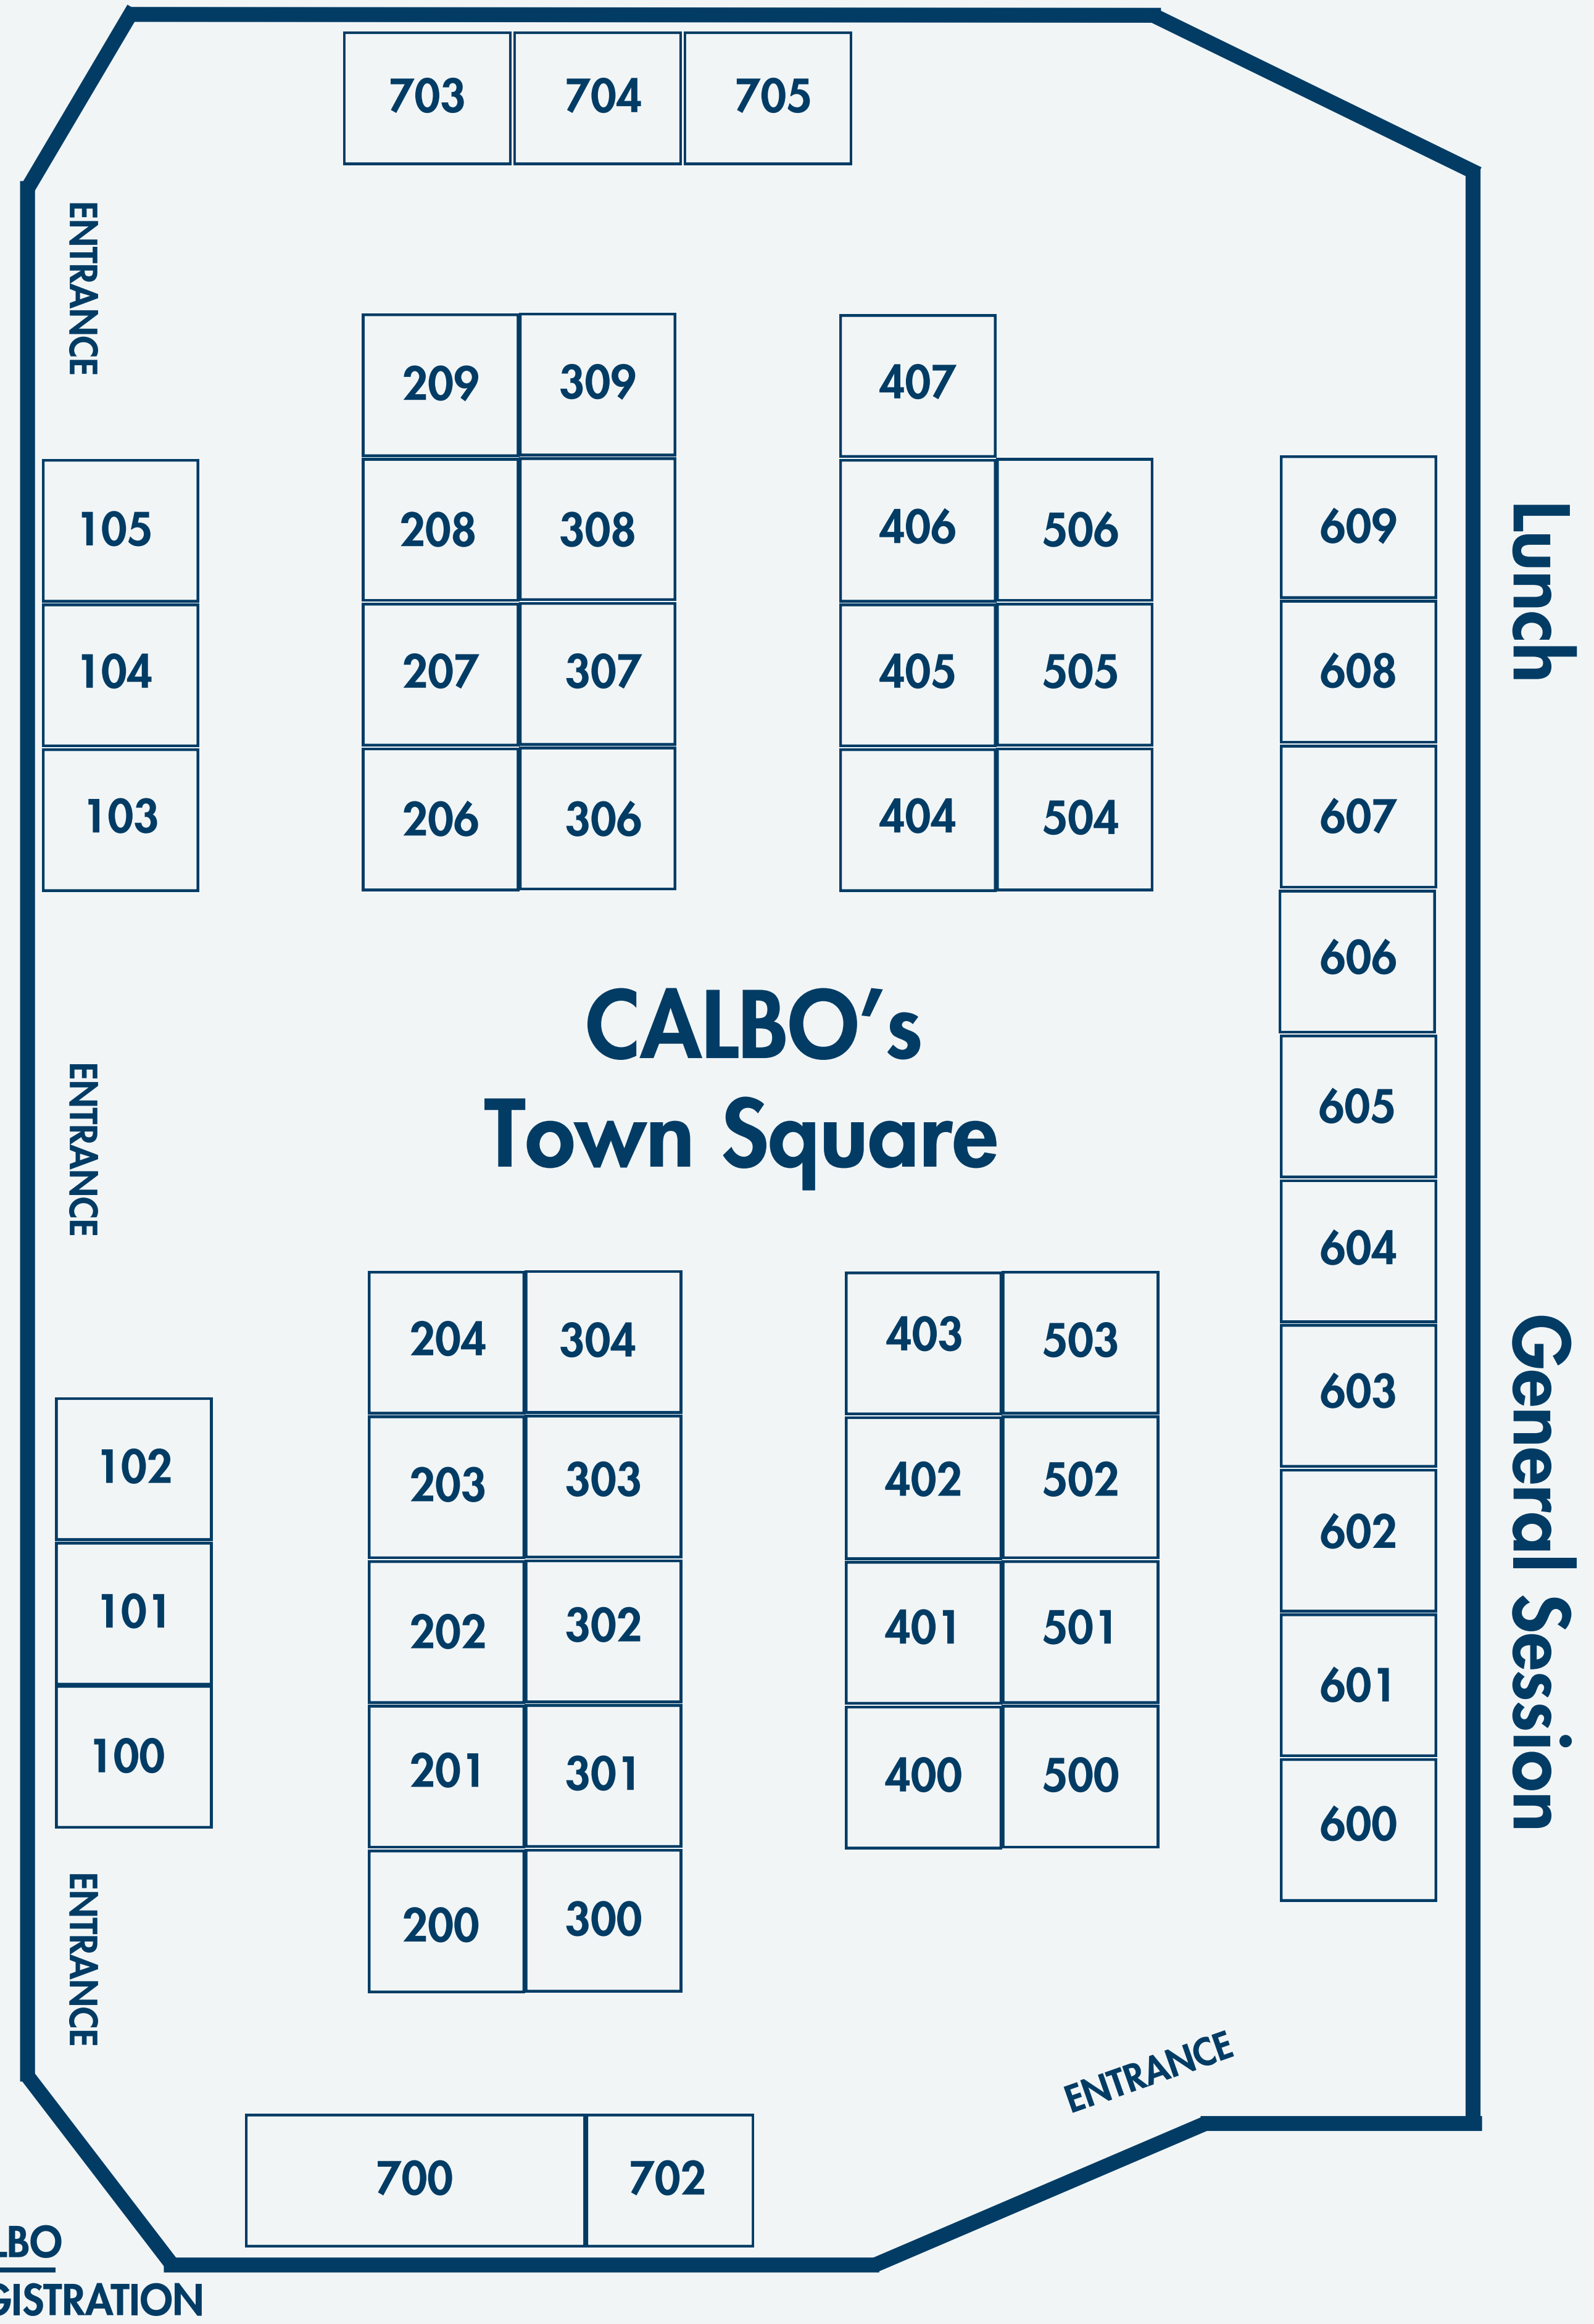 703 704 705
ENTRANCE
209 309 407
105 208 308 406 506 609
Lunch
104 207 307 405 505 608
103 206 306 404 504 607
606
CALBO's
Town Square
ENTRANCE
605
604
204 304 403 503
603
General Session
102 203 303 402 502
602
101 202 302 401 501
601
100 201 301 400 500
600
200 300
ENTRANCE
ENTRANCE
700 702
LBO
GISTRATION